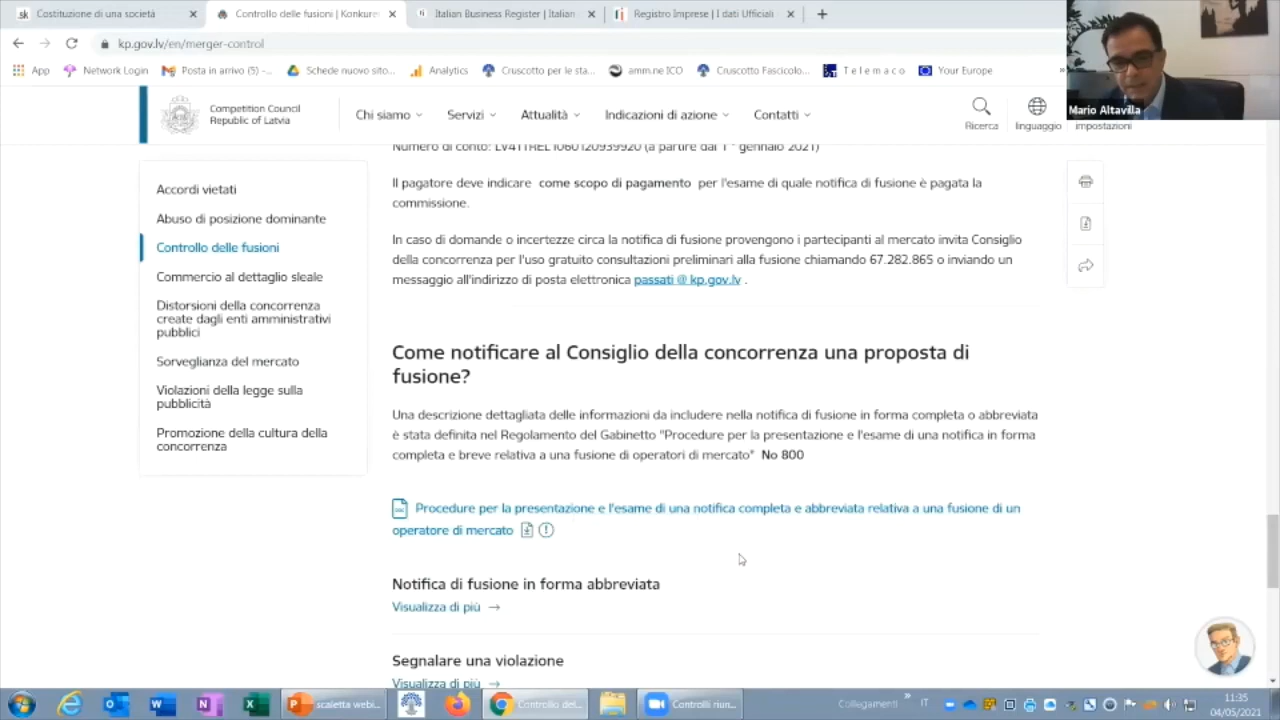 Costituzione di una società
Controllo delle fusioni | Konkure
Italian Business Register | Italian
Registro Imprese | I dati Ufficiali
kp.gov.lv/en/merger-control
App
Network Login
Posta in arrivo (5) -...
Schede nuovo sito...
Analytics
Cruscotto per le sta...
amm.ne ICO
Cruscotto Fascicolo...
T e l e m a c o
Your Europe
Mario Altavilla
Competition Council
Republic of Latvia
Chi siamo
Servizi
Attualità
Indicazioni di azione
Contatti
Ricerca
linguaggio
impostazioni
Accordi vietati
Abuso di posizione dominante
Controllo delle fusioni
Commercio al dettaglio sleale
Distorsioni della concorrenza
create dagli enti amministrativi
pubblici
Sorveglianza del mercato
Violazioni della legge sulla
pubblicità
Promozione della cultura della
concorrenza
Numero di conto: (a partire dal 1 ° gennaio 2021)
Il pagatore deve indicare come scopo di pagamento per l'esame di quale notifica di fusione è pagata la
commissione.
In caso di domande o incertezze circa la notifica di fusione provengono i partecipanti al mercato invita Consiglio
della concorrenza per l'uso gratuito consultazioni preliminari alla fusione chiamando 67.282.865 o inviando un
messaggio all'indirizzo di posta elettronica passati @ kp.gov.lv .
Come notificare al Consiglio della concorrenza una proposta di
fusione?
Una descrizione dettagliata delle informazioni da includere nella notifica di fusione in forma completa o abbreviata
è stata definita nel Regolamento del Gabinetto "Procedure per la presentazione e l'esame di una notifica in forma
completa e breve relativa a una fusione di operatori di mercato" No 800
Procedure per la presentazione e l'esame di una notifica completa e abbreviata relativa a una fusione di un
operatore di mercato
Notifica di fusione in forma abbreviata
Visualizza di più →
Segnalare una violazione
Visualizza di più →
scaletta webi...
Controllo del...
Controlli riun...
Collegamenti
IT
11:35
04/05/2021